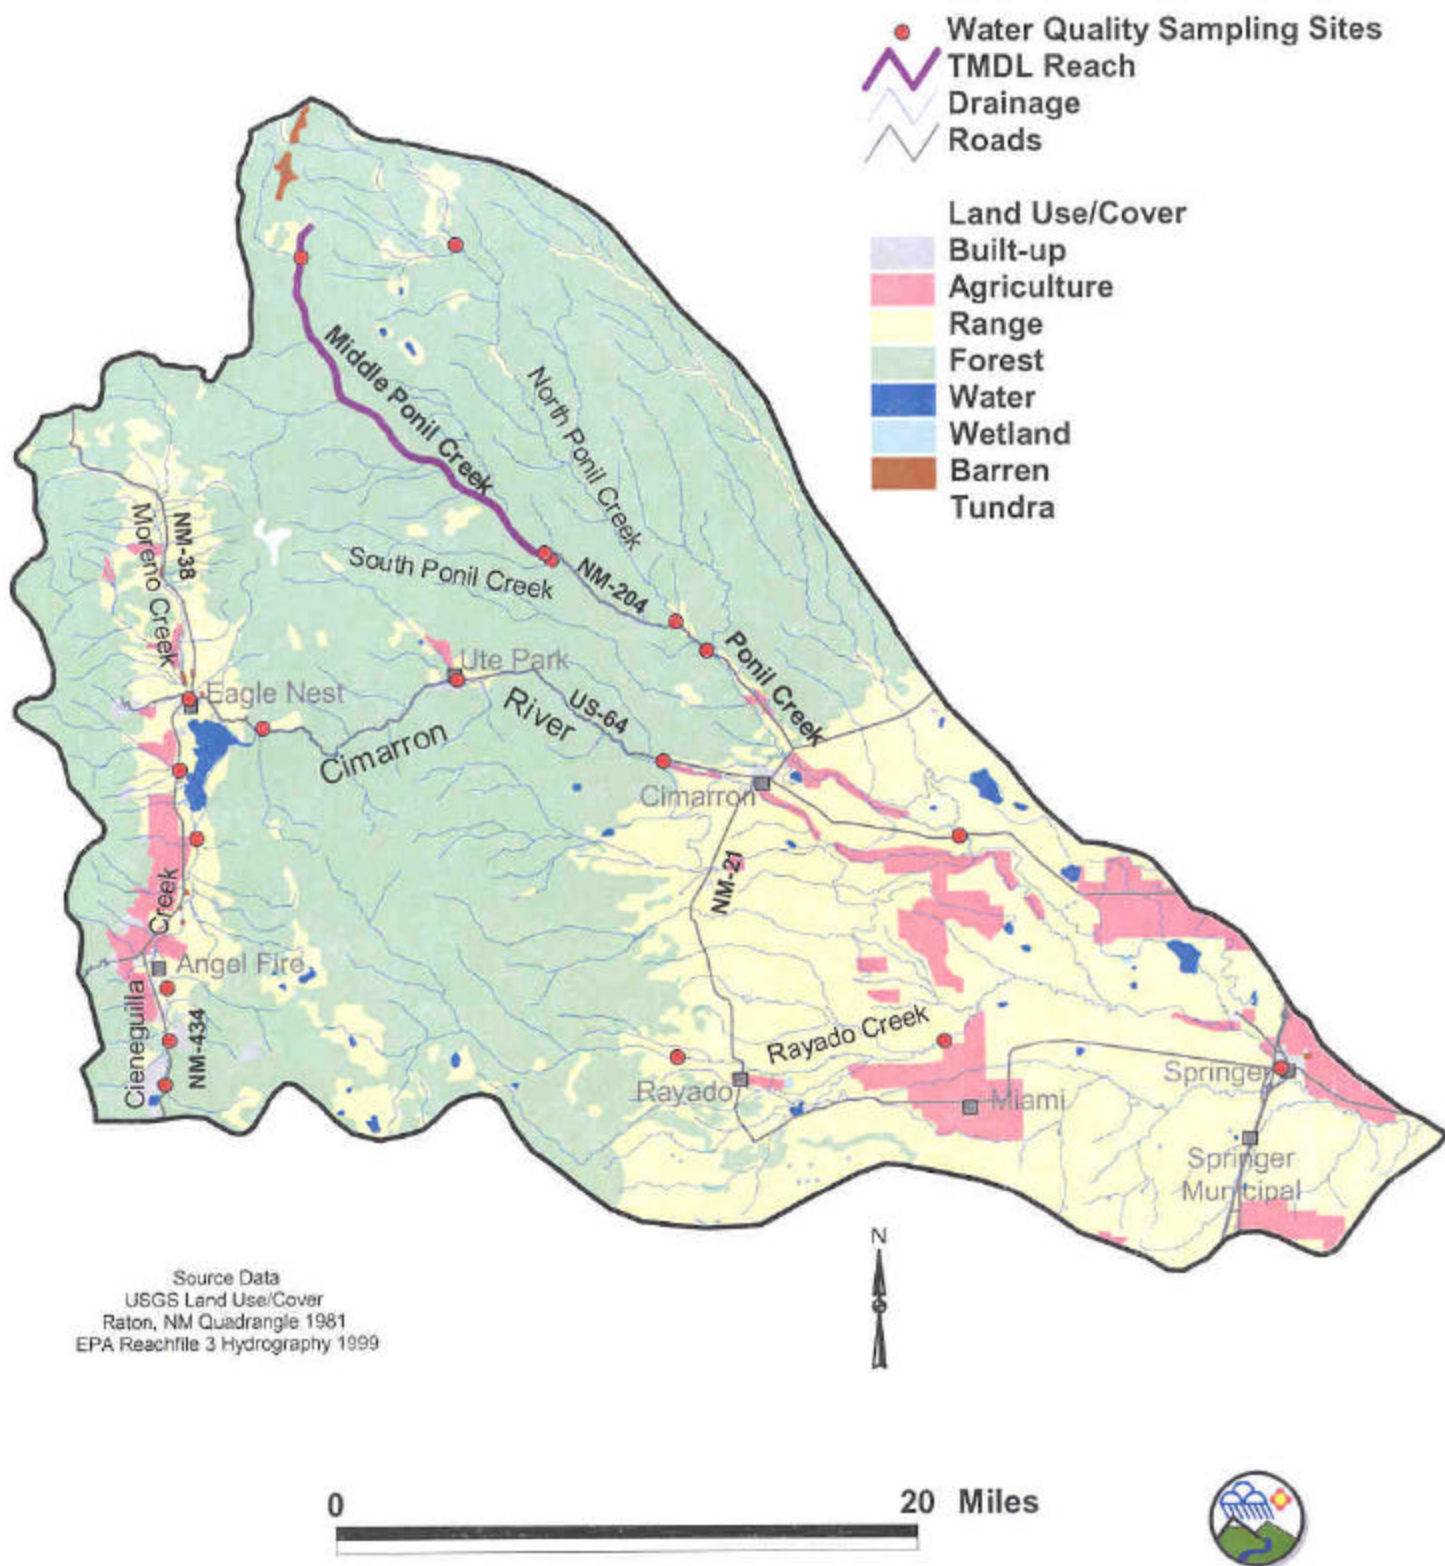 Water Quality Sampling Sites
TMDL Reach
Drainage
Roads
Land Use/Cover
Built-up
Agriculture
Range
Forest
Water
Wetland
Barren
Tundra
Middle Ponil Creek
North Ponil Creek
NM-38
Moreno Creek
South Ponil Creek
NM-204
Ponil Creek
Ute Park
Eagle Nest
US-64
River
Cimarron
Cimarron
NM-21
Creek
Angel Fire
Cieneguilla
NM-434
Rayado Creek
Rayado
Miami
Springer
Springer
Municipal
N
Source Data
USGS Land Use/Cover
Raton, NM Quadrangle 1981
EPA Reachfile 3 Hydrography 1999
0
20 Miles